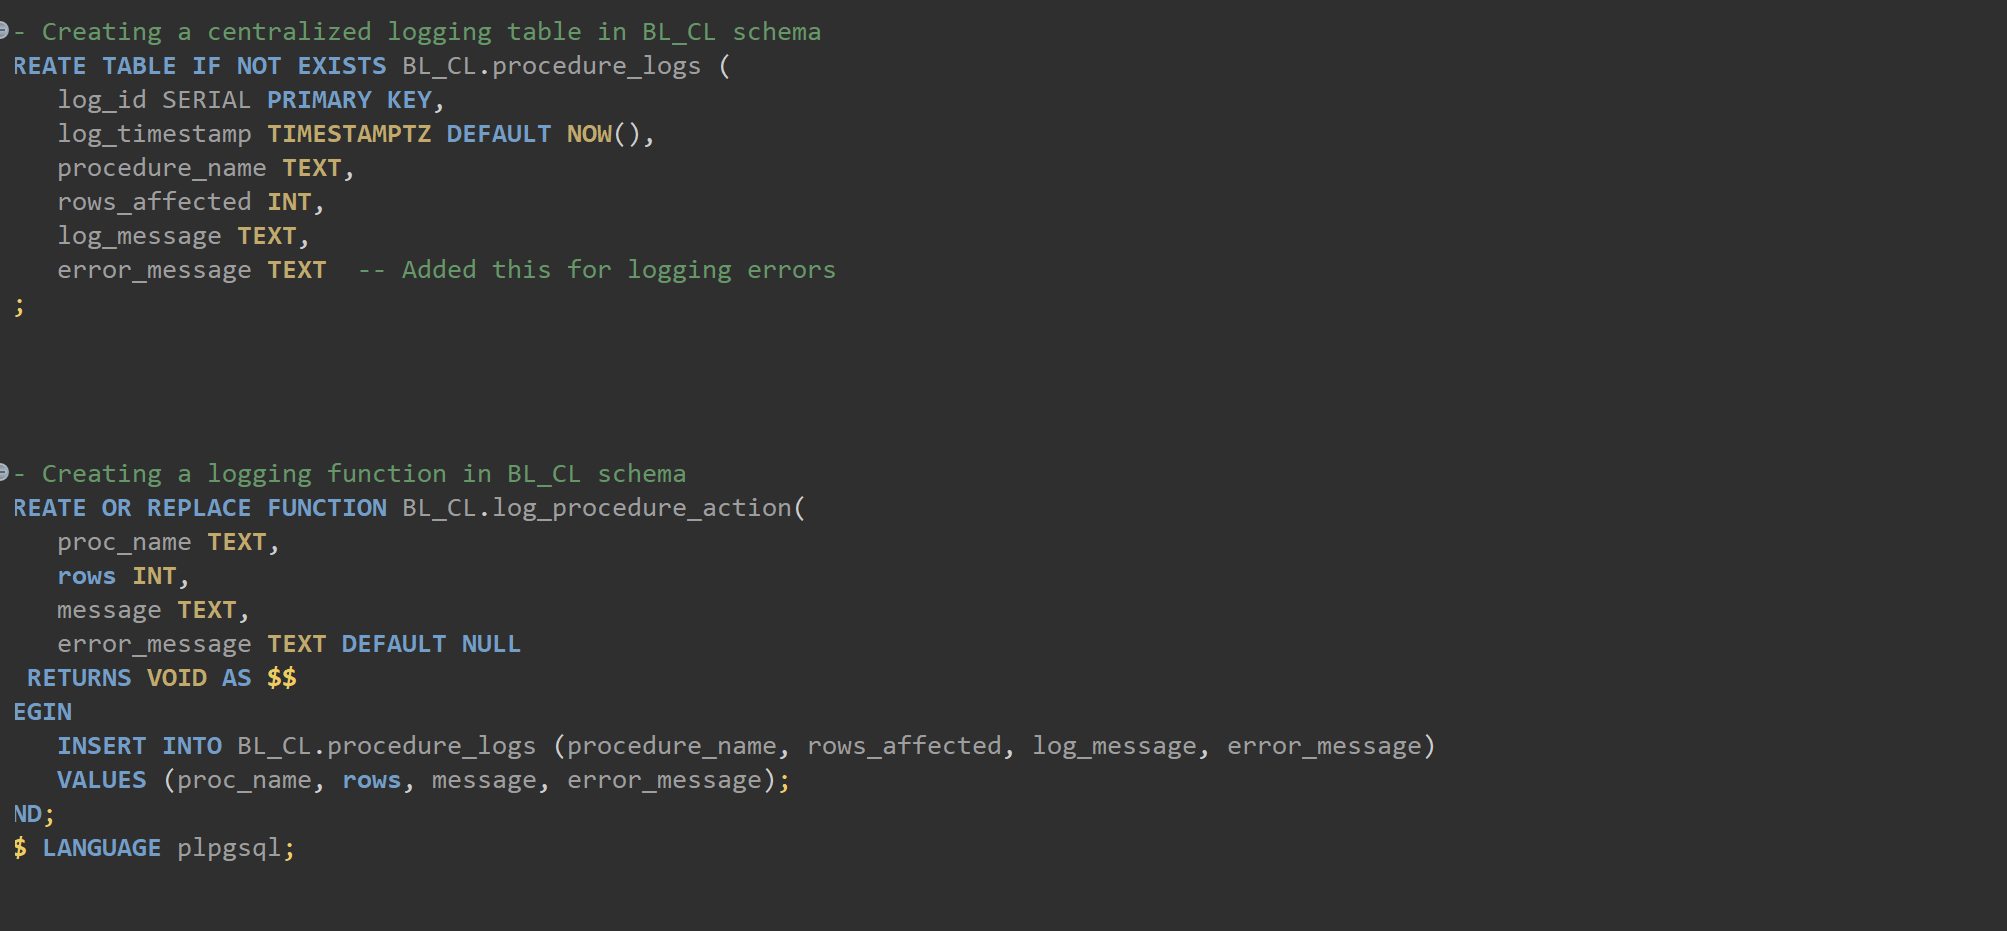 - Creating a centralized logging table in BL_CL schema
REATE TABLE IF NOT EXISTS BL_CL.procedure_logs (
log_id SERIAL PRIMARY KEY,
log_timestamp TIMESTAMPTZ DEFAULT NOW(),
procedure_name TEXT,
rows_affected INT,
log_message TEXT,
error_message TEXT  -- Added this for logging errors
;
- Creating a logging function in BL_CL schema
REATE OR REPLACE FUNCTION BL_CL.log_procedure_action(
proc_name TEXT,
rows INT,
message TEXT,
error_message TEXT DEFAULT NULL
RETURNS VOID AS $$
EGIN
INSERT INTO BL_CL.procedure_logs (procedure_name, rows_affected, log_message, error_message)
VALUES (proc_name, rows, message, error_message);
ND;
$ LANGUAGE plpgsql;